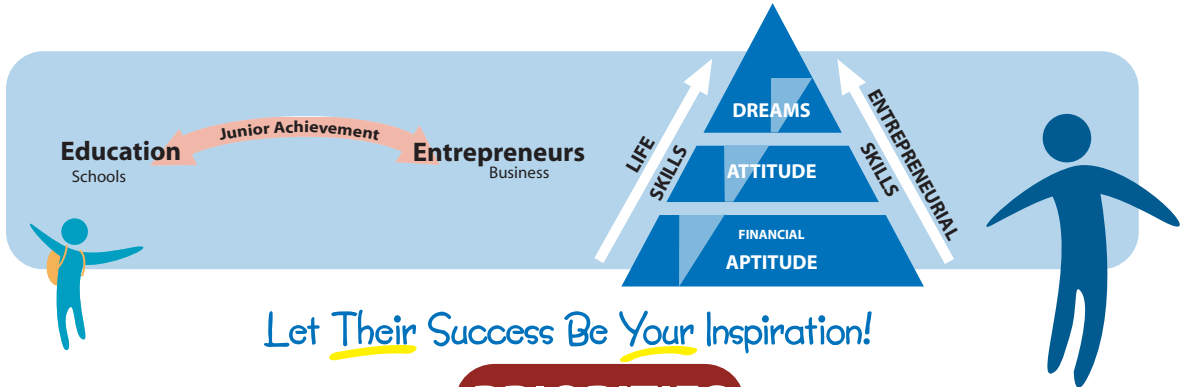 Junior Achievement
Education
Schools
Entrepreneurs
Business
LIFE
SKILLS
DREAMS
ATTITUDE
FINANCIAL
APTITUDE
ENTREPRENEURIAL
SKILLS
Let Their Success Be Your Inspiration!
PRIORITIES